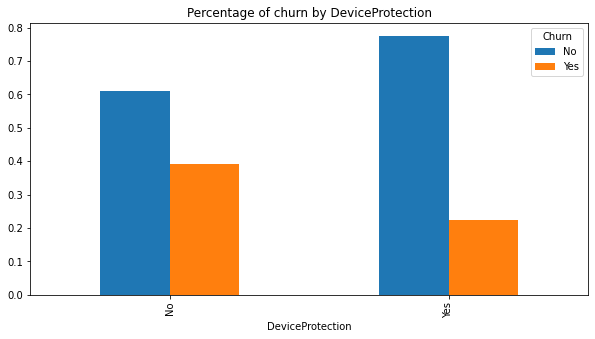 Percentage of churn by DeviceProtection
Churn
No
Yes
0.8
0.7
0.6
0.5
0.4
0.3
0.2
0.1
0.0
No
Yes
DeviceProtection